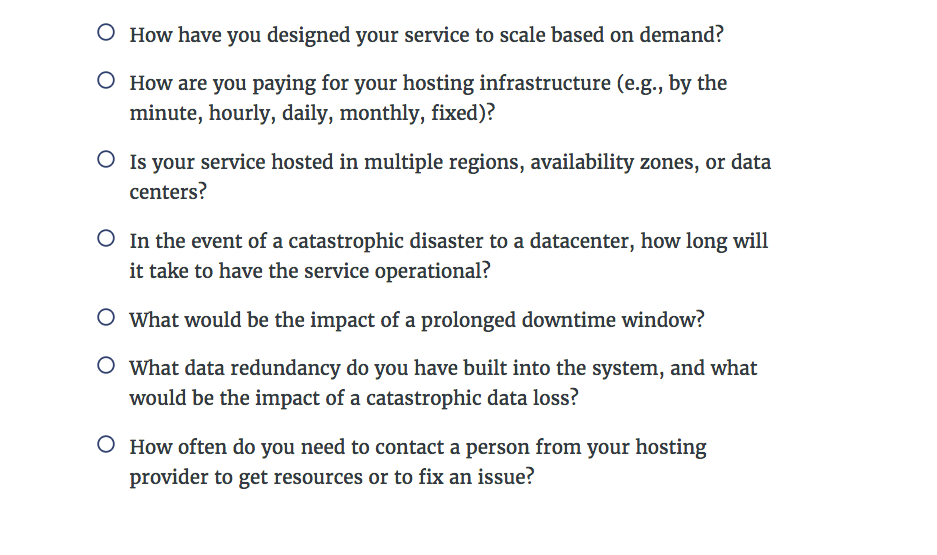 How have you designed your service to scale based on demand?
How are you paying for your hosting infrastructure (e.g., by the
minute, hourly, daily, monthly, fixed)?
Is your service hosted in multiple regions, availability zones, or data
centers?
In the event of a catastrophic disaster to a datacenter, how long will
it take to have the service operational?
What would be the impact of a prolonged downtime window?
What data redundancy do you have built into the system, and what
would be the impact of a catastrophic data loss?
How often do you need to contact a person from your hosting
provider to get resources or to fix an issue?